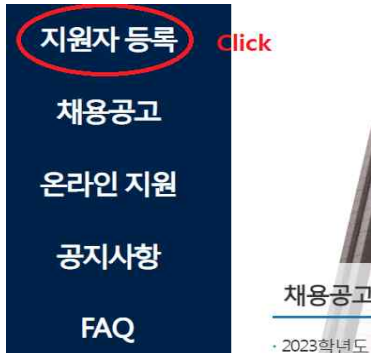 지원자 등록 Click
채용공고
온라인 지원
공지사항
FAQ
채용공고
· 2023학년도